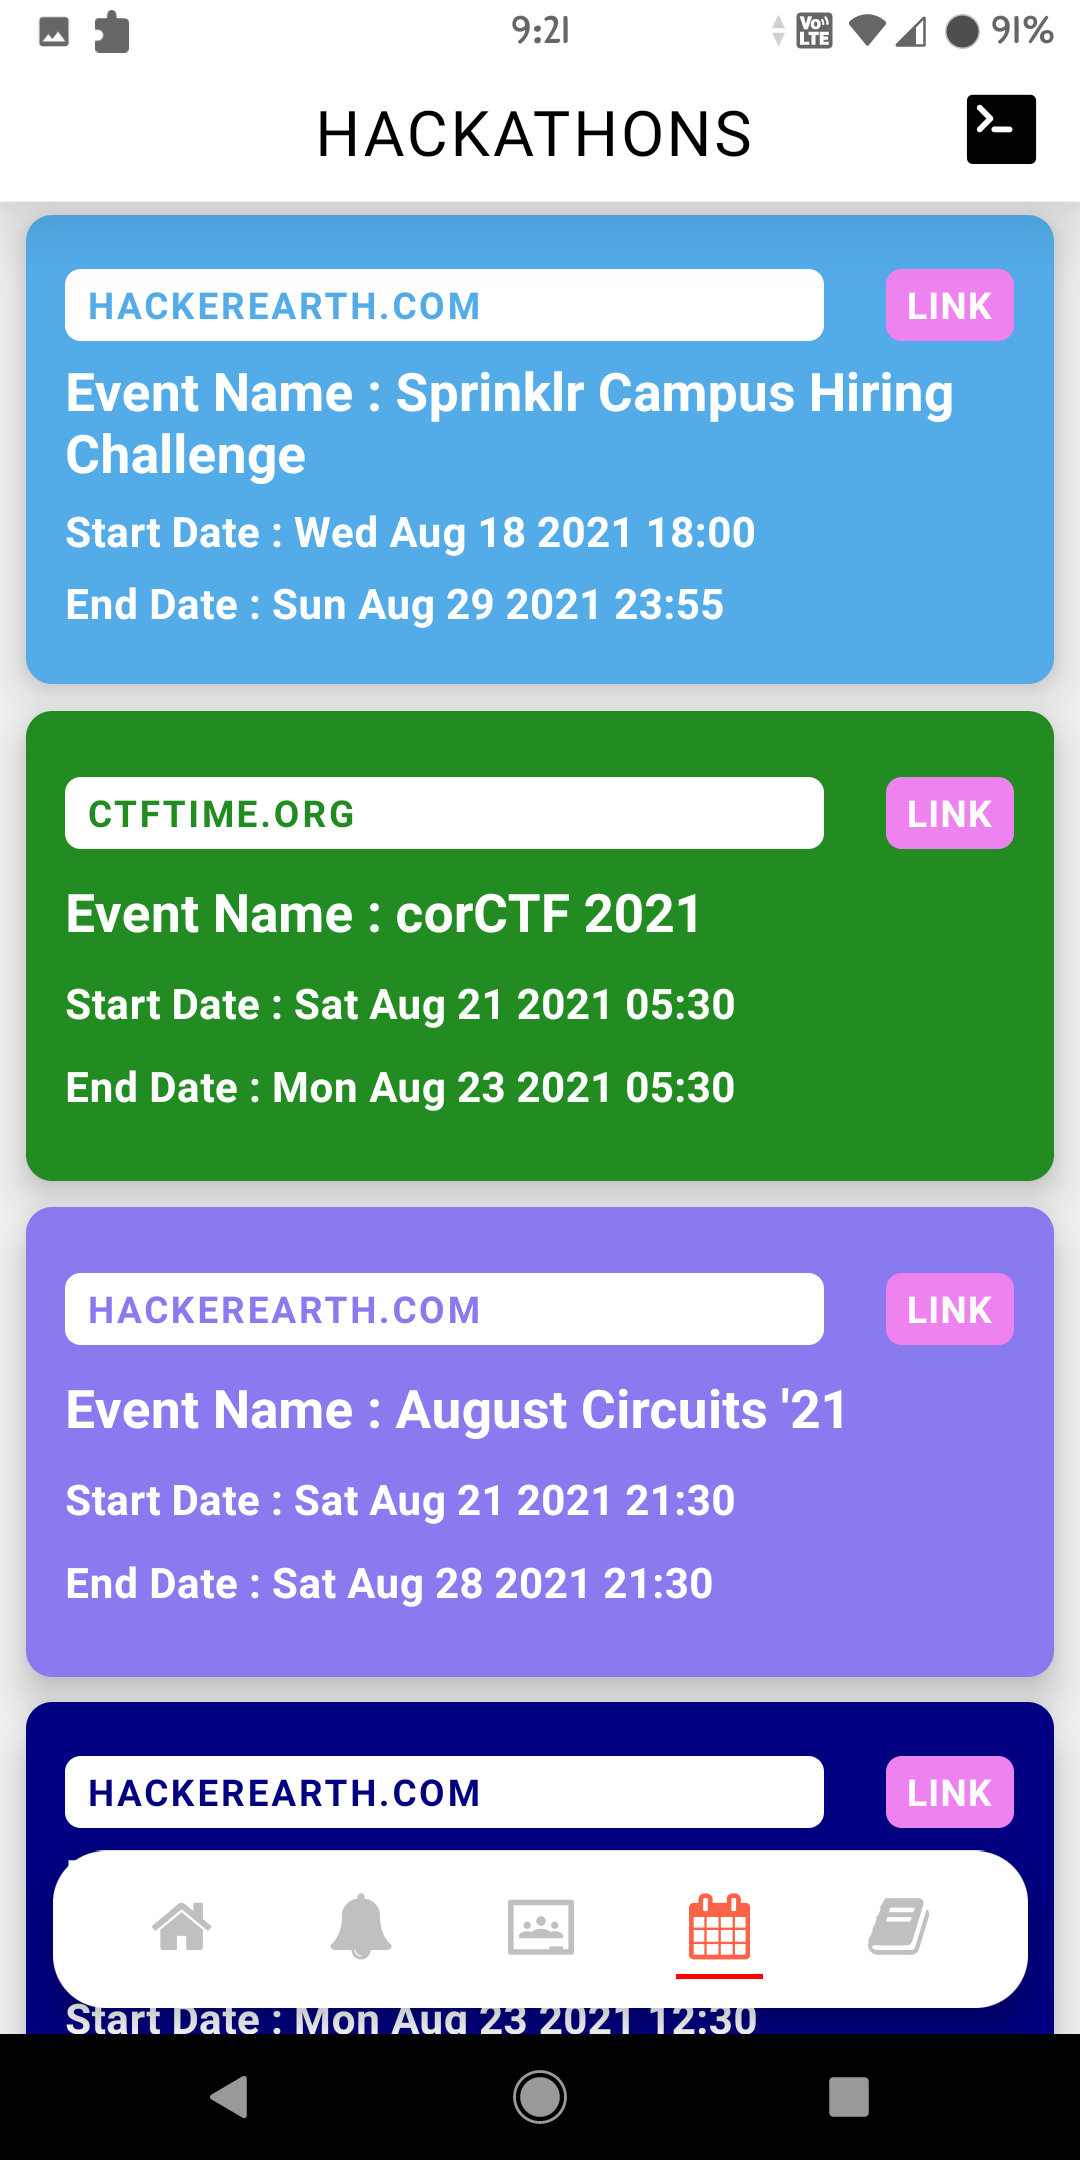 9:21
VoLTE
91%
HACKATHONS
HACKEREARTH.COM
LINK
Event Name : Sprinklr Campus Hiring
Challenge
Start Date : Wed Aug 18 2021 18:00
End Date : Sun Aug 29 2021 23:55
CTFTIME.ORG
LINK
Event Name : corCTF 2021
Start Date : Sat Aug 21 2021 05:30
End Date : Mon Aug 23 2021 05:30
HACKEREARTH.COM
LINK
Event Name : August Circuits '21
Start Date : Sat Aug 21 2021 21:30
End Date : Sat Aug 28 2021 21:30
HACKEREARTH.COM
LINK
Start Date : Mon Aug 23 2021 12:30